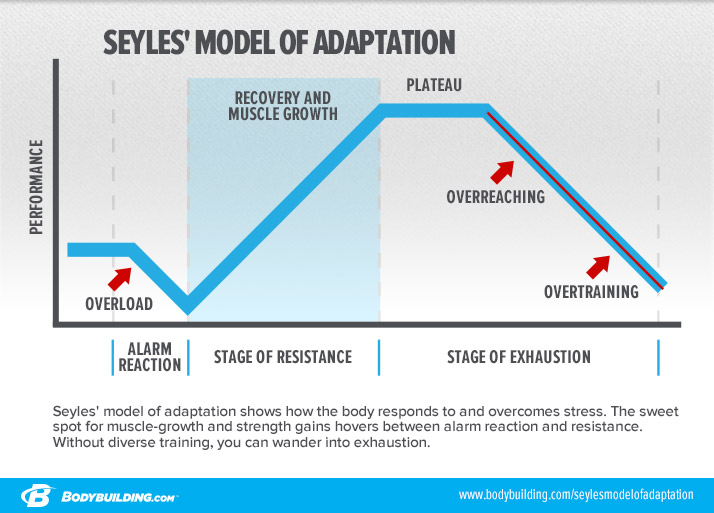 SEYLES' MODEL OF ADAPTATION
PERFORMANCE
RECOVERY AND
MUSCLE GROWTH
PLATEAU
OVERREACHING
OVERTRAINING
OVERLOAD
ALARM
REACTION
STAGE OF RESISTANCE
STAGE OF EXHAUSTION
Seyles' model of adaptation shows how the body responds to and overcomes stress. The sweet
spot for muscle-growth and strength gains hovers between alarm reaction and resistance.
Without diverse training, you can wander into exhaustion.
B BODYBUILDING.COM™
www.bodybuilding.com/seylesmodelofadaptation